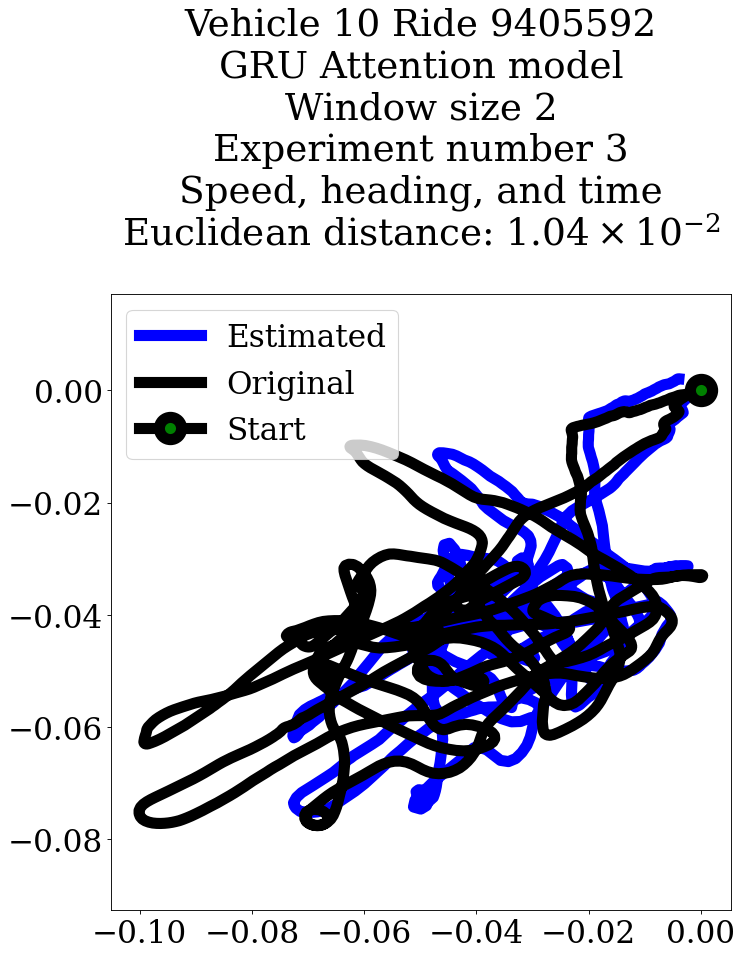 Vehicle 10 Ride 9405592
GRU Attention model
Window size 2
Experiment number 3
Speed, heading, and time
Euclidean distance: 1.04 × 10⁻²
Estimated
Original
Start
0.00
−0.02
−0.04
−0.06
−0.08
−0.10 −0.08 −0.06 −0.04 −0.02 0.00